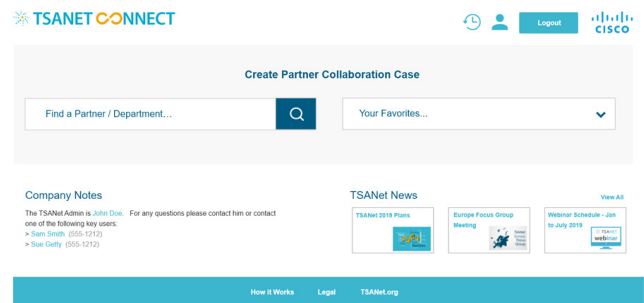 TSANET CONNECT
Logout
CISCO
Create Partner Collaboration Case
Find a Partner / Department...
Your Favorites...
Company Notes
The TSANet Admin is John Doe. For any questions please contact him or contact
one of the following key users:
> Sam Smith (555-1212)
> Sue Getty (555-1212)
TSANet News
View All
TSANet 2019 Plans
Europe Focus Group
Meeting
Webinar Schedule - Jan
to July 2019
TSANET
webinar
How it Works
Legal
TSANet.org